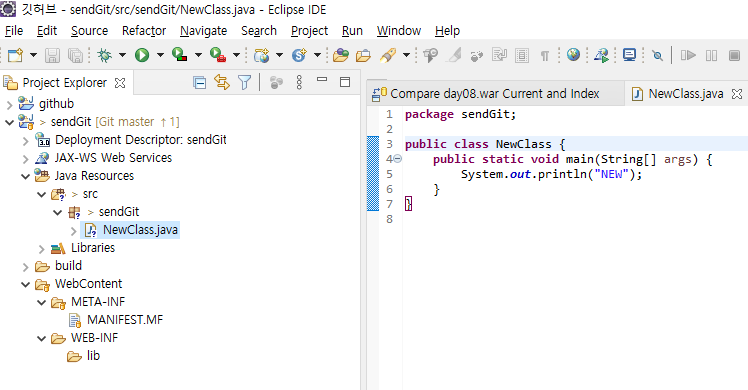 깃허브 - sendGit/src/sendGit/NewClass.java - Eclipse IDE
File Edit Source Refactor Navigate Search Project Run Window Help
Project Explorer
Compare day08.war Current and Index
NewClass.java
github
> sendGit [Git master ↑1]
Deployment Descriptor: sendGit
JAX-WS Web Services
Java Resources
> src
> sendGit
NewClass.java
Libraries
build
WebContent
META-INF
MANIFEST.MF
WEB-INF
lib
1 package sendGit;
2
3 public class NewClass {
4 public static void main(String[] args) {
5 System.out.println("NEW");
6 }
7 }
8